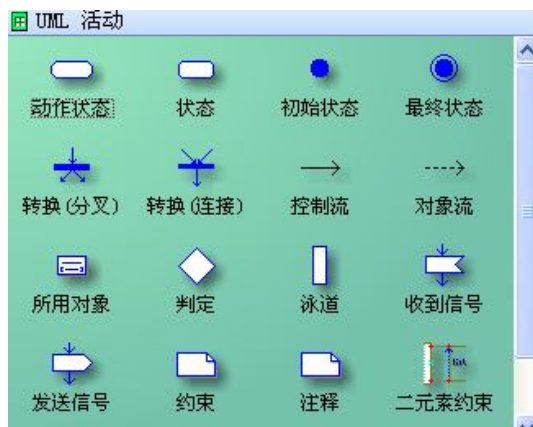 UML 活动
动作状态 状态 初始状态 最终状态
转换(分叉) 转换(连接) 控制流 对象流
所用对象 判定 泳道 收到信号
发送信号 约束 注释 二元素约束